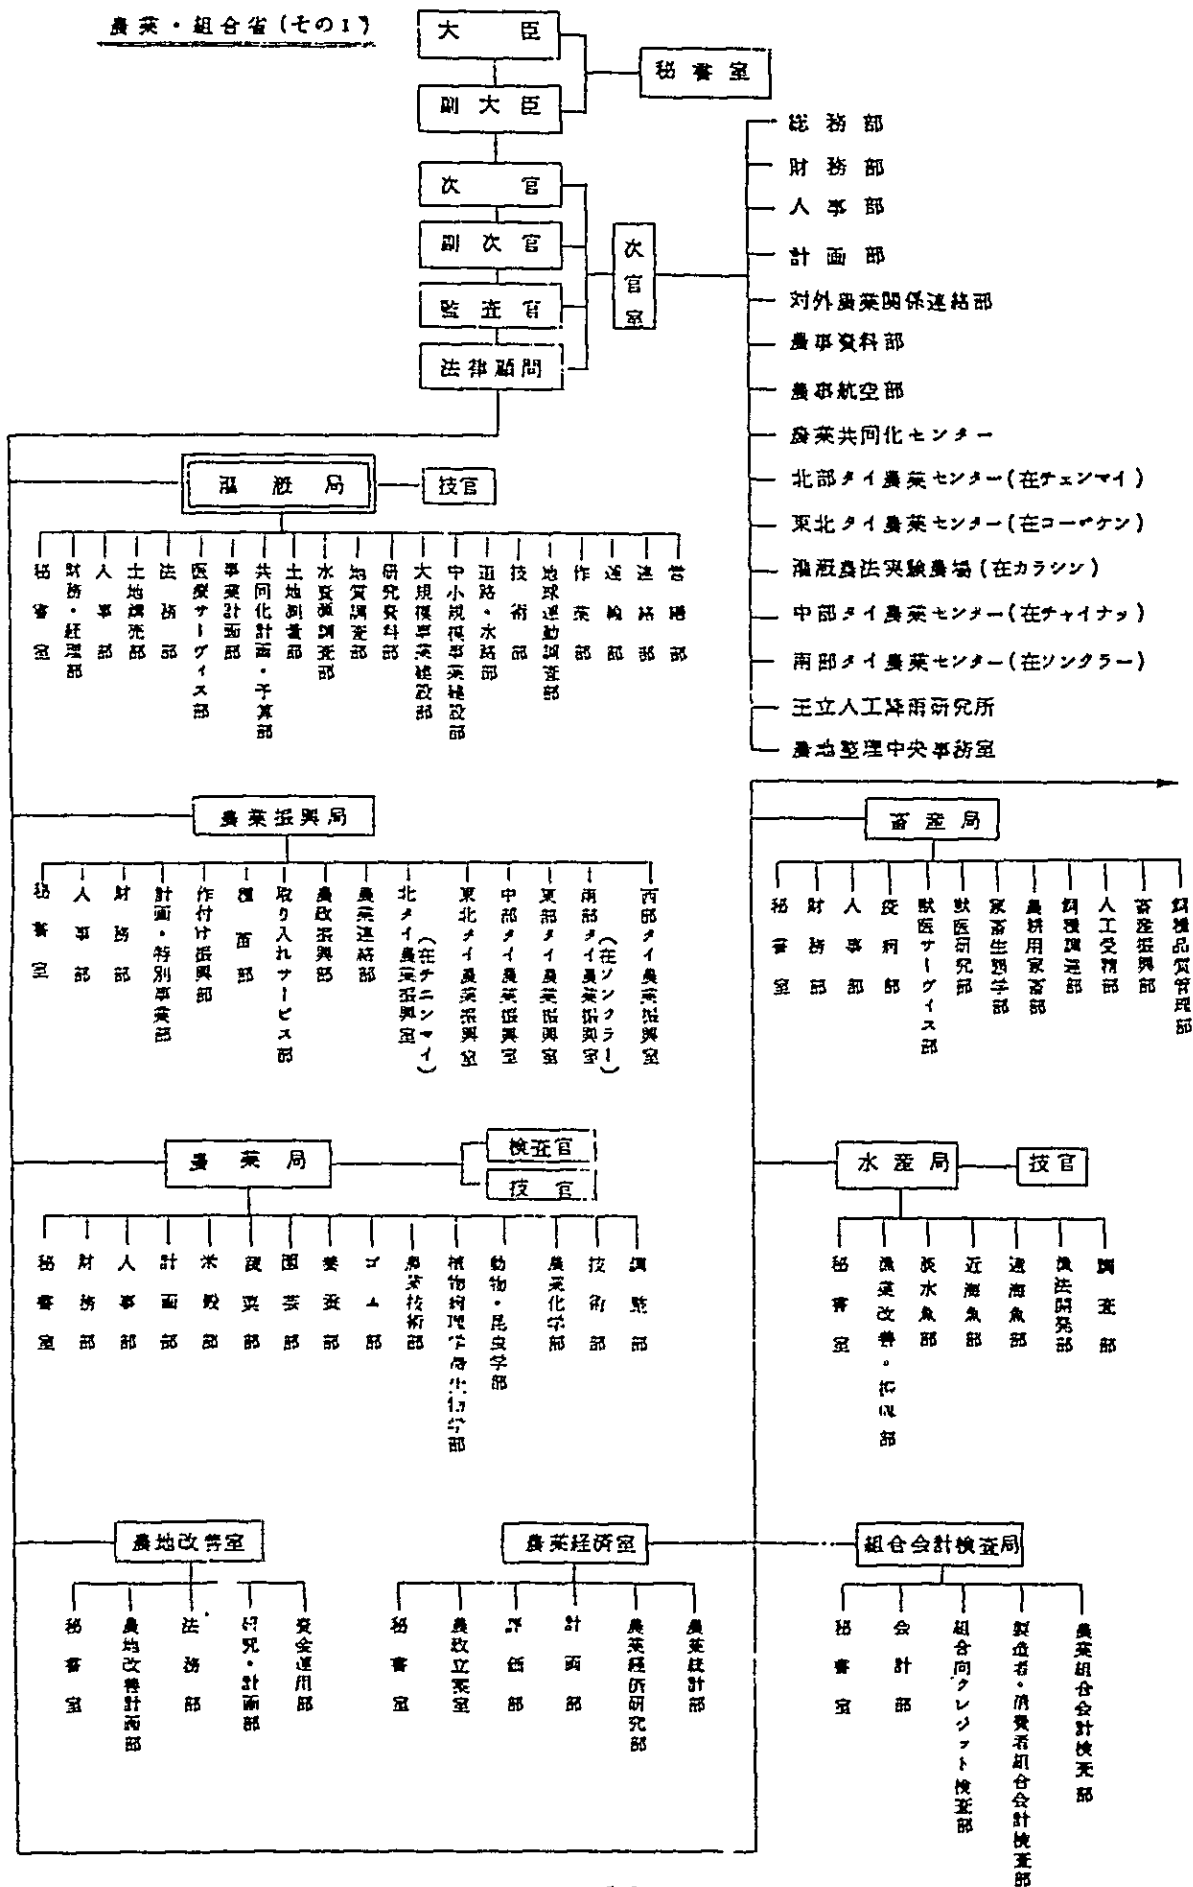 農業・組合省(その1)
大臣
秘書室
副大臣
次官
副次官
監査官
法律顧問
次官室
総務部
財務部
人事部
計画部
対外農業関係連絡部
農事資料部
農事航空部
農業共同化センター
北部タイ農業センター(在チェンマイ)
東北タイ農業センター(在コーンケン)
灌漑農法実験農場(在カラシン)
中部タイ農業センター(在チャイナッ)
南部タイ農業センター(在ソンクラー)
王立人工降雨研究所
農地整理中央事務室
灌漑局
技官
秘書室
財務・経理部
人事部
土地購売部
法務部
医療サーヴィス部
事業計画部
共同化計画・予算部
土地測量部
水資源調査部
地質調査部
研究資料部
大規模事業建設部
中小規模事業建設部
道路・水路部
技術部
地球運動調査部
作業部
運輸部
連絡部
営繕部
農業振興局
秘書室
人事部
財務部
計画・特別事業部
作付け振興部
種苗部
取り入れサービス部
農政振興部
農業連絡部
北タイ農業振興室(在チェンマイ)
東北タイ農業振興室
中部タイ農業振興室
東部タイ農業振興室
南部タイ農業振興室(在ソンクラー)
西部タイ農業振興室
畜産局
秘書室
財務部
人事部
疫病部
獣医サーヴィス部
獣医研究部
家畜生態学部
農耕用家畜部
飼糧調達部
人工受精部
畜産振興部
飼糧品質管理部
農業局
検査官
技官
秘書室
財務部
人事部
計画部
米穀部
蔬菜部
園芸部
養蚕部
ゴム部
農業技術部
植物病理学微生物学部
動物・昆虫学部
農業化学部
技術部
調整部
水産局
技官
秘書室
漁業改善・振興部
淡水魚部
近海魚部
遠海魚部
漁法開発部
調査部
農地改善室
秘書室
農地改善計画部
法務部
研究・計画部
資金運用部
農業経済室
秘書室
農政立案室
評価部
計画部
農業経済研究部
農業統計部
組合会計検査局
秘書室
会計部
組合向クレジット検査部
製造者・消費者組合会計検査部
農業組合会計検査部